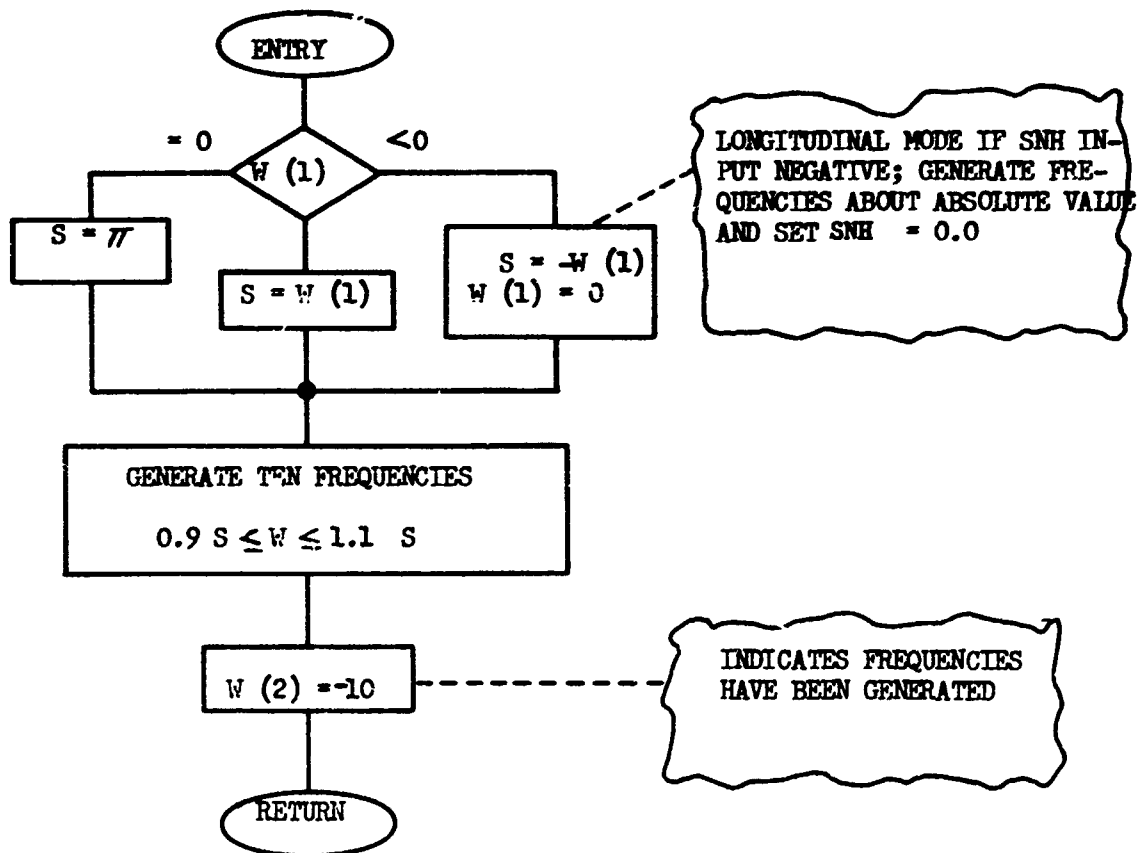 ENTRY
= 0
<0
W (1)
LONGITUDINAL MODE IF SNH IN-
PUT NEGATIVE; GENERATE FRE-
QUENCIES ABOUT ABSOLUTE VALUE
AND SET SNH = 0.0
S = π
S = W (1)
S = -W (1)
W (1) = 0
GENERATE TEN FREQUENCIES
0.9 S ≤ W ≤ 1.1 S
W (2) = -10
INDICATES FREQUENCIES
HAVE BEEN GENERATED
RETURN